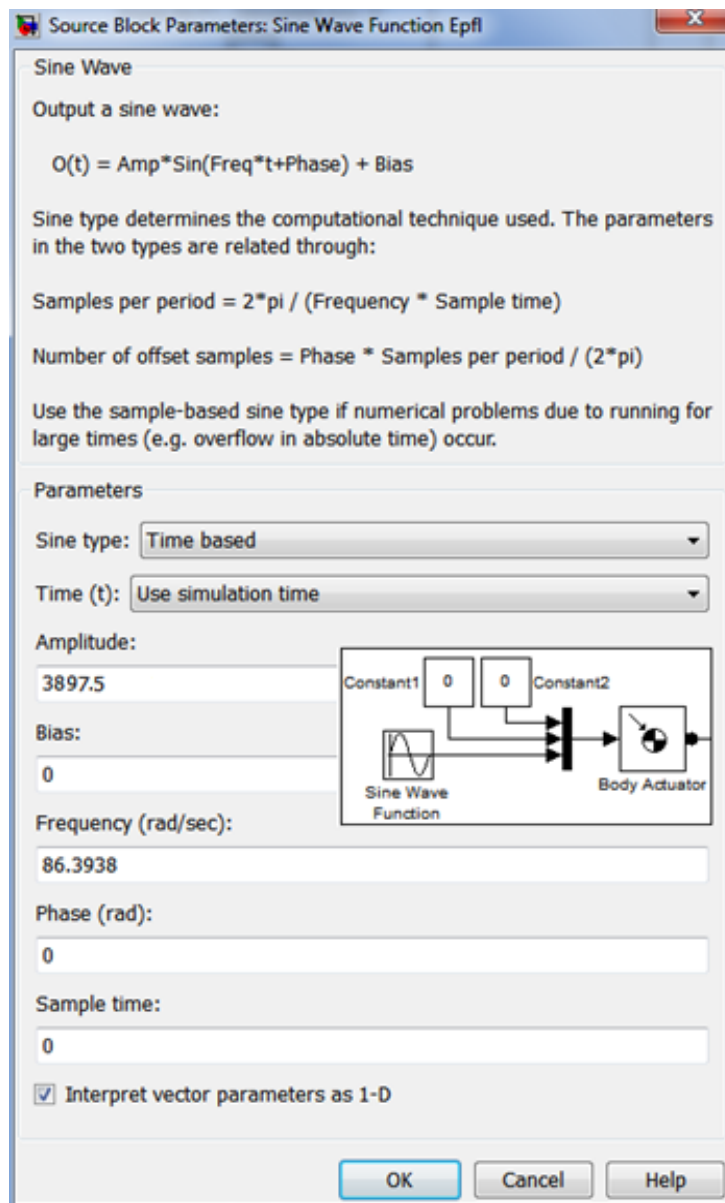 Source Block Parameters: Sine Wave Function Epfl
Sine Wave
Output a sine wave:
O(t) = Amp*Sin(Freq*t+Phase) + Bias
Sine type determines the computational technique used. The parameters
in the two types are related through:
Samples per period = 2*pi / (Frequency * Sample time)
Number of offset samples = Phase * Samples per period / (2*pi)
Use the sample-based sine type if numerical problems due to running for
large times (e.g. overflow in absolute time) occur.
Parameters
Sine type: Time based
Time (t): Use simulation time
Amplitude:
3897.5
Bias:
0
Constant1 0 0 Constant2
Sine Wave
Function
Body Actuator
Frequency (rad/sec):
86.3938
Phase (rad):
0
Sample time:
0
Interpret vector parameters as 1-D
OK Cancel Help